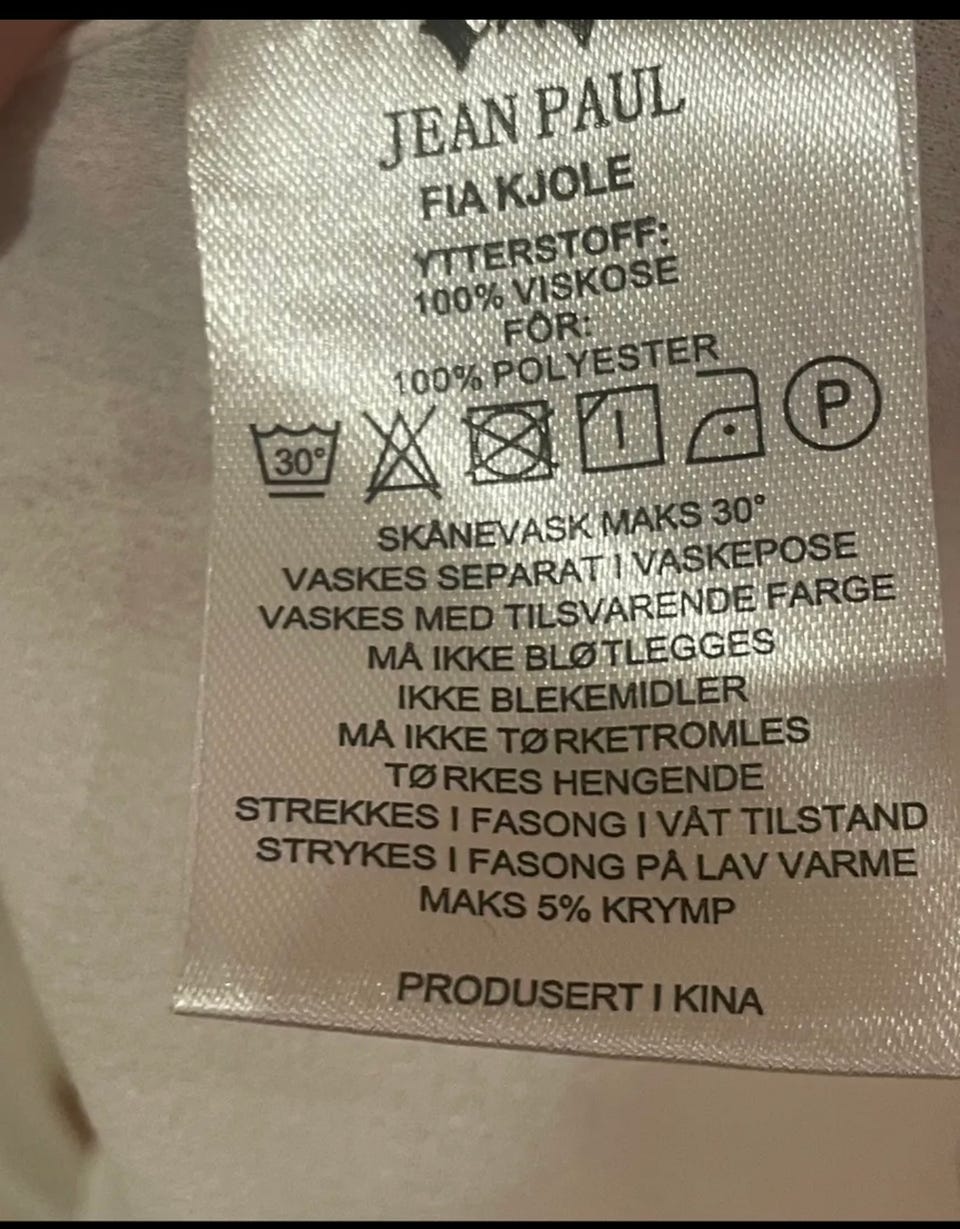 JEAN PAUL
FIA KJOLE
YTTERSTOFF:
100% VISKOSE
FÔR:
100% POLYESTER
30° P
SKÅNEVASK MAKS 30°
VASKES SEPARAT I VASKEPOSE
VASKES MED TILSVARENDE FARGE
MÅ IKKE BLØTLEGGES
IKKE BLEKEMIDLER
MÅ IKKE TØRKETROMLES
TØRKES HENGENDE
STREKKES I FASONG I VÅT TILSTAND
STRYKES I FASONG PÅ LAV VARME
MAKS 5% KRYMP
PRODUSERT I KINA